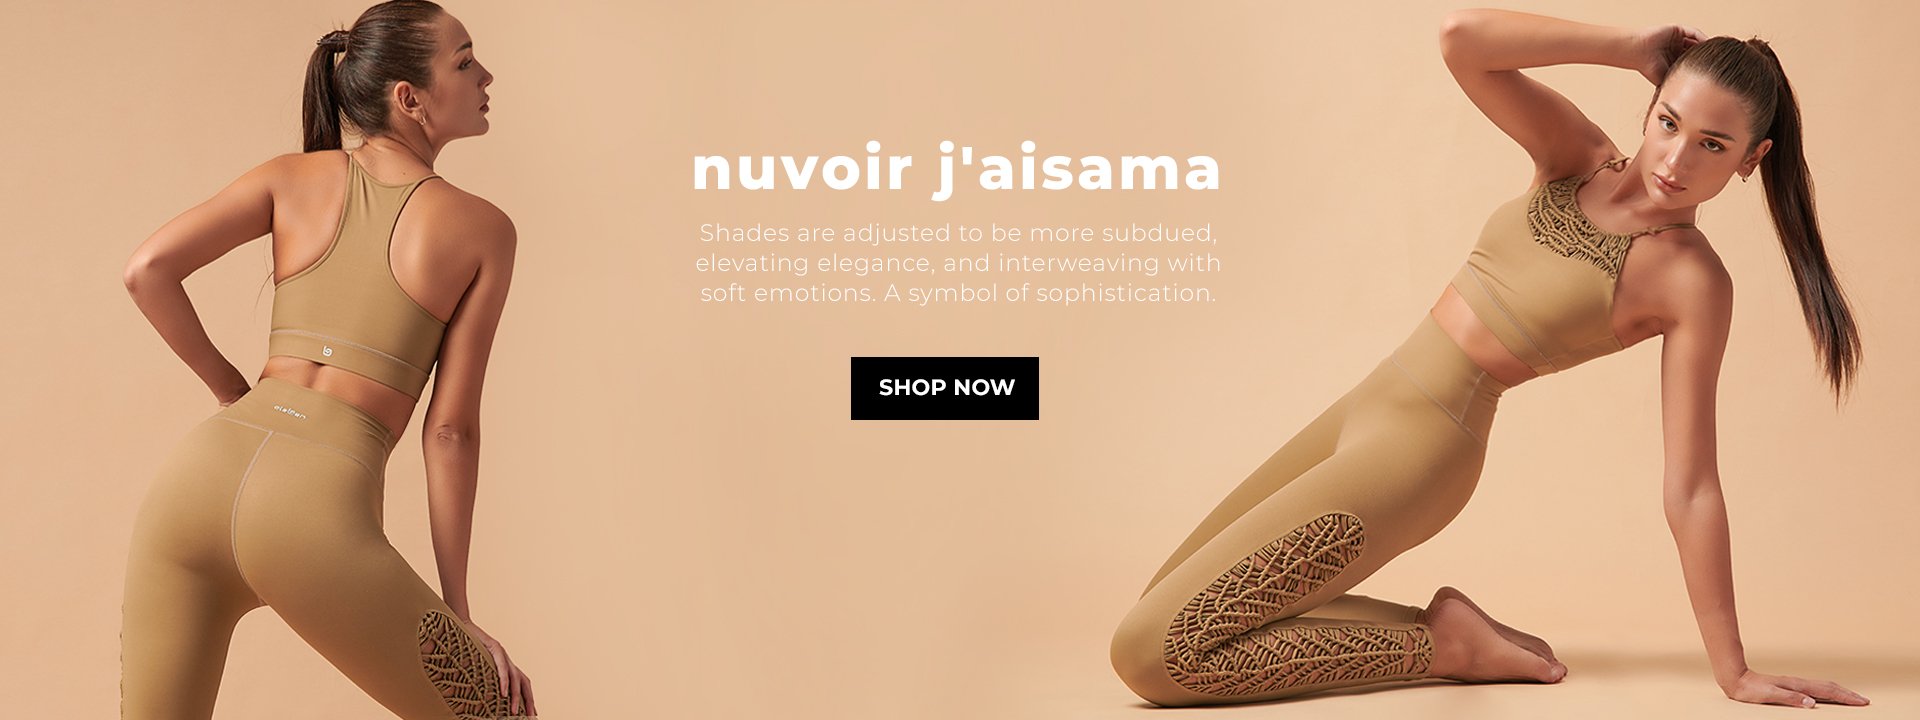 nuvoir j'aisama
Shades are adjusted to be more subdued,
elevating elegance, and interweaving with
soft emotions. A symbol of sophistication.
SHOP NOW